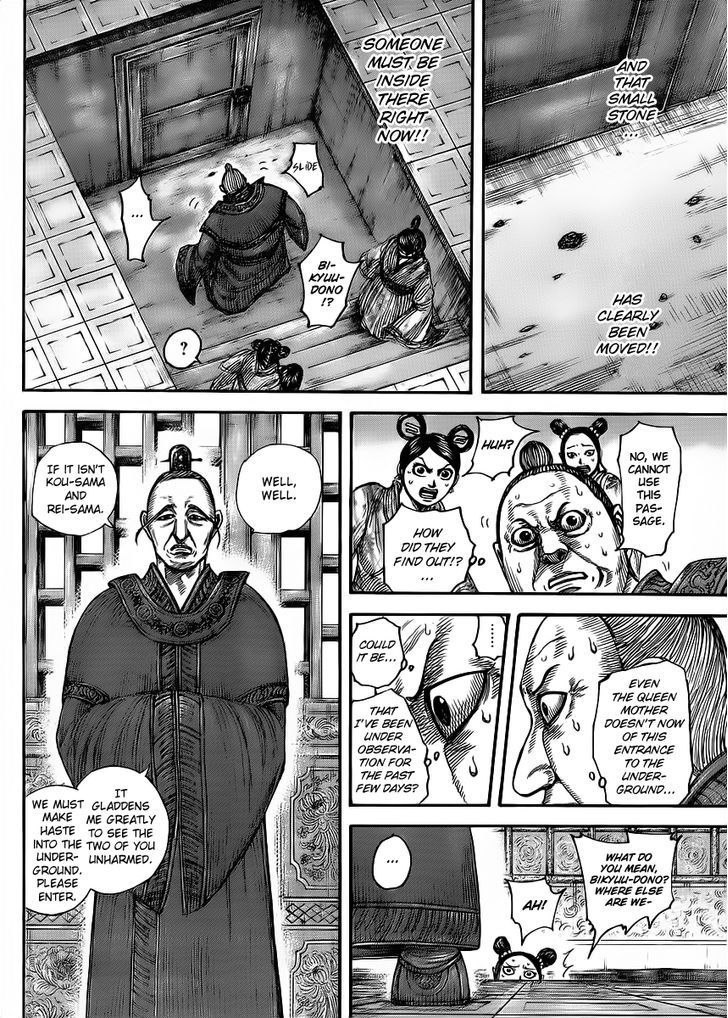 AND
THAT
SMALL
STONE
...
HAS
CLEARLY
BEEN
MOVED!!
SOMEONE
MUST BE
INSIDE
THERE
RIGHT
NOW!!
SLIDE
...
BI-
KYUU-
DONO
!?
?
NO, WE
CANNOT
USE
THIS
PAS-
SAGE.
HUH?
HOW
DID THEY
FIND OUT!?
...
EVEN
THE QUEEN
MOTHER
DOESN'T NOW
OF THIS
ENTRANCE
TO THE
UNDER-
GROUND...
......
COULD
IT BE...
THAT
I'VE BEEN
UNDER
OBSERVA-
TION FOR
THE PAST
FEW DAYS?
WHAT DO
YOU MEAN,
BIKYUU-DONO?
WHERE ELSE
ARE WE-
AH!
...
WELL,
WELL.
IF IT ISN'T
KOU-SAMA
AND
REI-SAMA.
IT
GLADDENS
ME GREATLY
TO SEE THE
TWO OF YOU
UNHARMED.
WE MUST
MAKE
HASTE
INTO THE
UNDER-
GROUND.
PLEASE
ENTER.